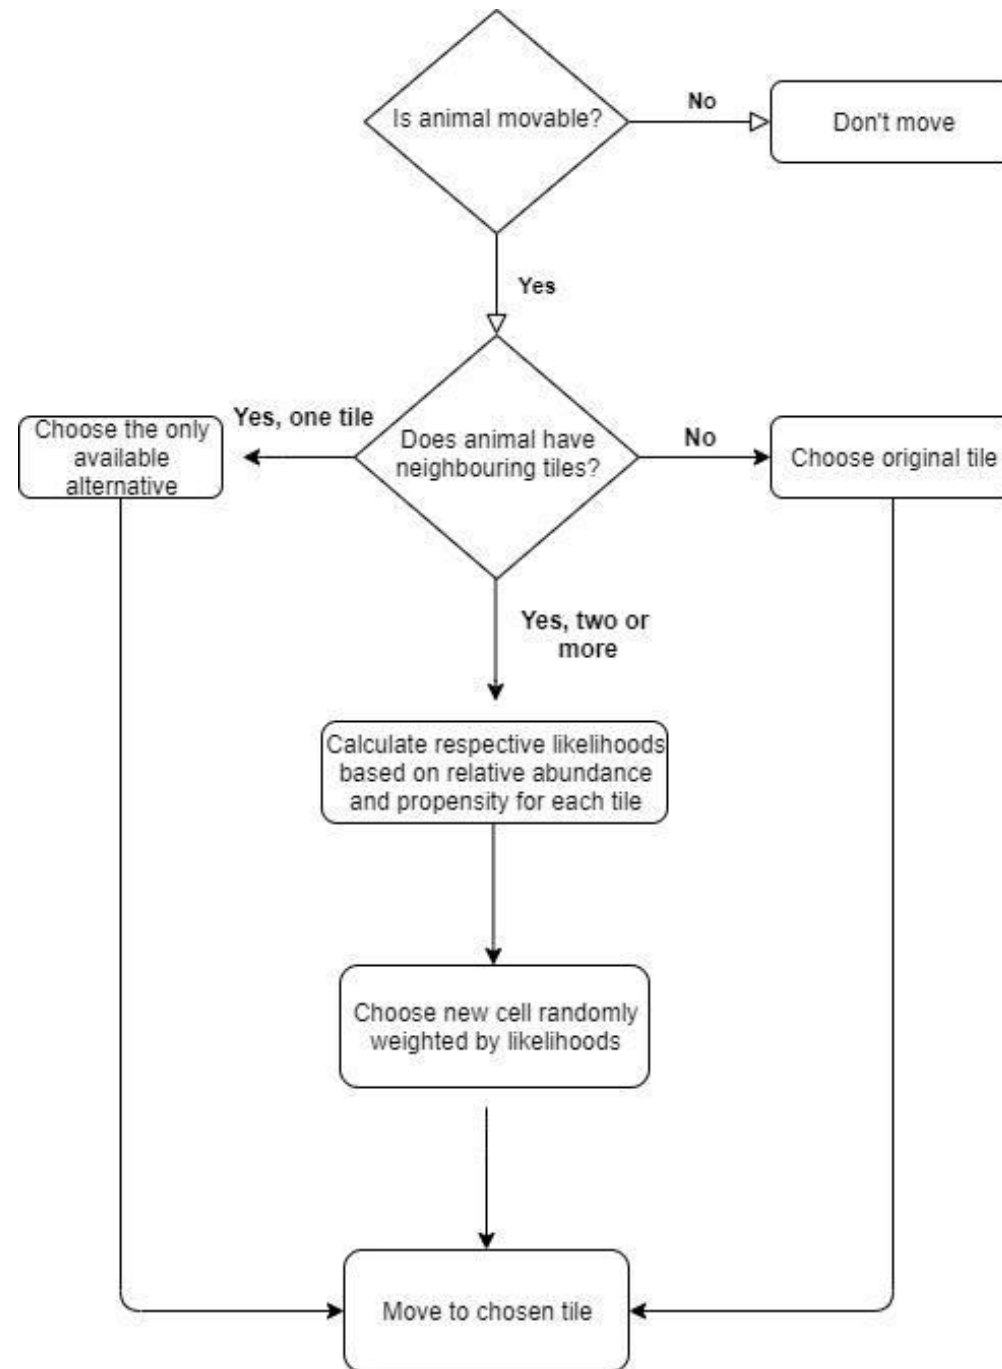 Is animal movable?
No
Don't move
Yes
Yes, one tile
Choose the only
available
alternative
Does animal have
neighbouring tiles?
No
Choose original tile
Yes, two or
more
Calculate respective likelihoods
based on relative abundance
and propensity for each tile
Choose new cell randomly
weighted by likelihoods
Move to chosen tile